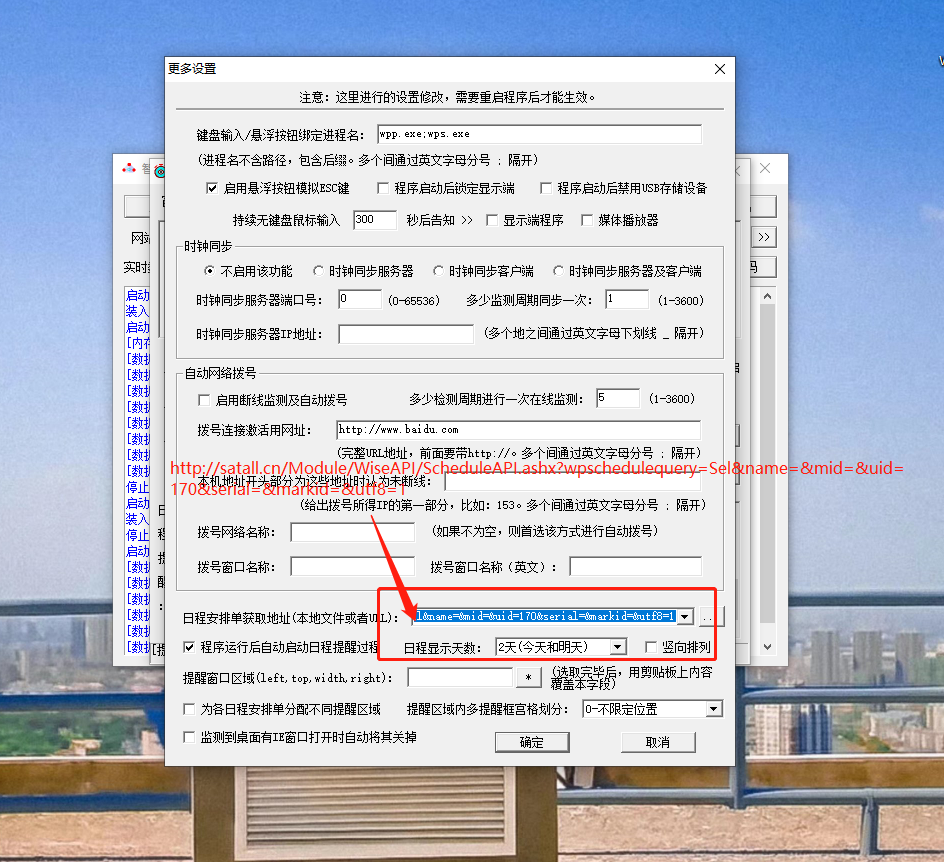 更多设置
注意：这里进行的设置修改，需要重启程序后才能生效。
键盘输入/悬浮按钮绑定进程名： wpp.exe;wps.exe
(进程名不含路径，包含后缀。多个间通过英文字母分号 ; 隔开)
启用悬浮按钮模拟ESC键 程序启动后锁定显示端 程序启动后禁用USB存储设备
持续无键盘鼠标输入 300 秒后告知 >> 显示端程序 媒体播放器
时钟同步
不启用该功能 时钟同步服务器 时钟同步客户端 时钟同步服务器及客户端
时钟同步服务器端口号： 0 (0-65536) 多少监测周期同步一次： 1 (1-3600)
时钟同步服务器IP地址： (多个地之间通过英文字母下划线 _ 隔开)
自动网络拨号
启用断线监测及自动拨号 多少检测周期进行一次在线监测： 5 (1-3600)
拨号连接激活用网址： http://www.baidu.com
(完整URL地址，前面要带http://。多个间通过英文字母分号 ; 隔开)
http://satall.cn/Module/WiseAPI/ScheduleAPI.ashx?wpschedulequery=Sel&name=&mid=&uid=
170&serial=&markid=&utf8=1
本机地址开头部分为这些地址时认为未断线：
(给出拨号所得IP的第一部分，比如：153。多个间通过英文字母分号 ; 隔开)
拨号网络名称： (如果不为空，则首选该方式进行自动拨号)
拨号窗口名称： 拨号窗口名称（英文）：
日程安排单获取地址(本地文件或者URL)： l&name=&mid=&uid=170&serial=&markid=&utf8=1 ...
程序运行后自动启动日程提醒过程 日程显示天数： 2天(今天和明天) 竖向排列
提醒窗口区域(left,top,width,right)： * (选取完毕后，用剪贴板上内容
覆盖本字段)
为各日程安排单分配不同提醒区域 提醒区域内多提醒框宫格划分： 0-不限定位置
监测到桌面有IE窗口打开时自动将其关掉
确定 取消
网站
实时
>>
码
启动
装入
启动
[内存
[数据
[数据
[数据
[数据
[数据
[数据
[数据
[数据
停止
启动
装入
停止
启动
[数据
[数据
[数据
[数据
[数据
[数据